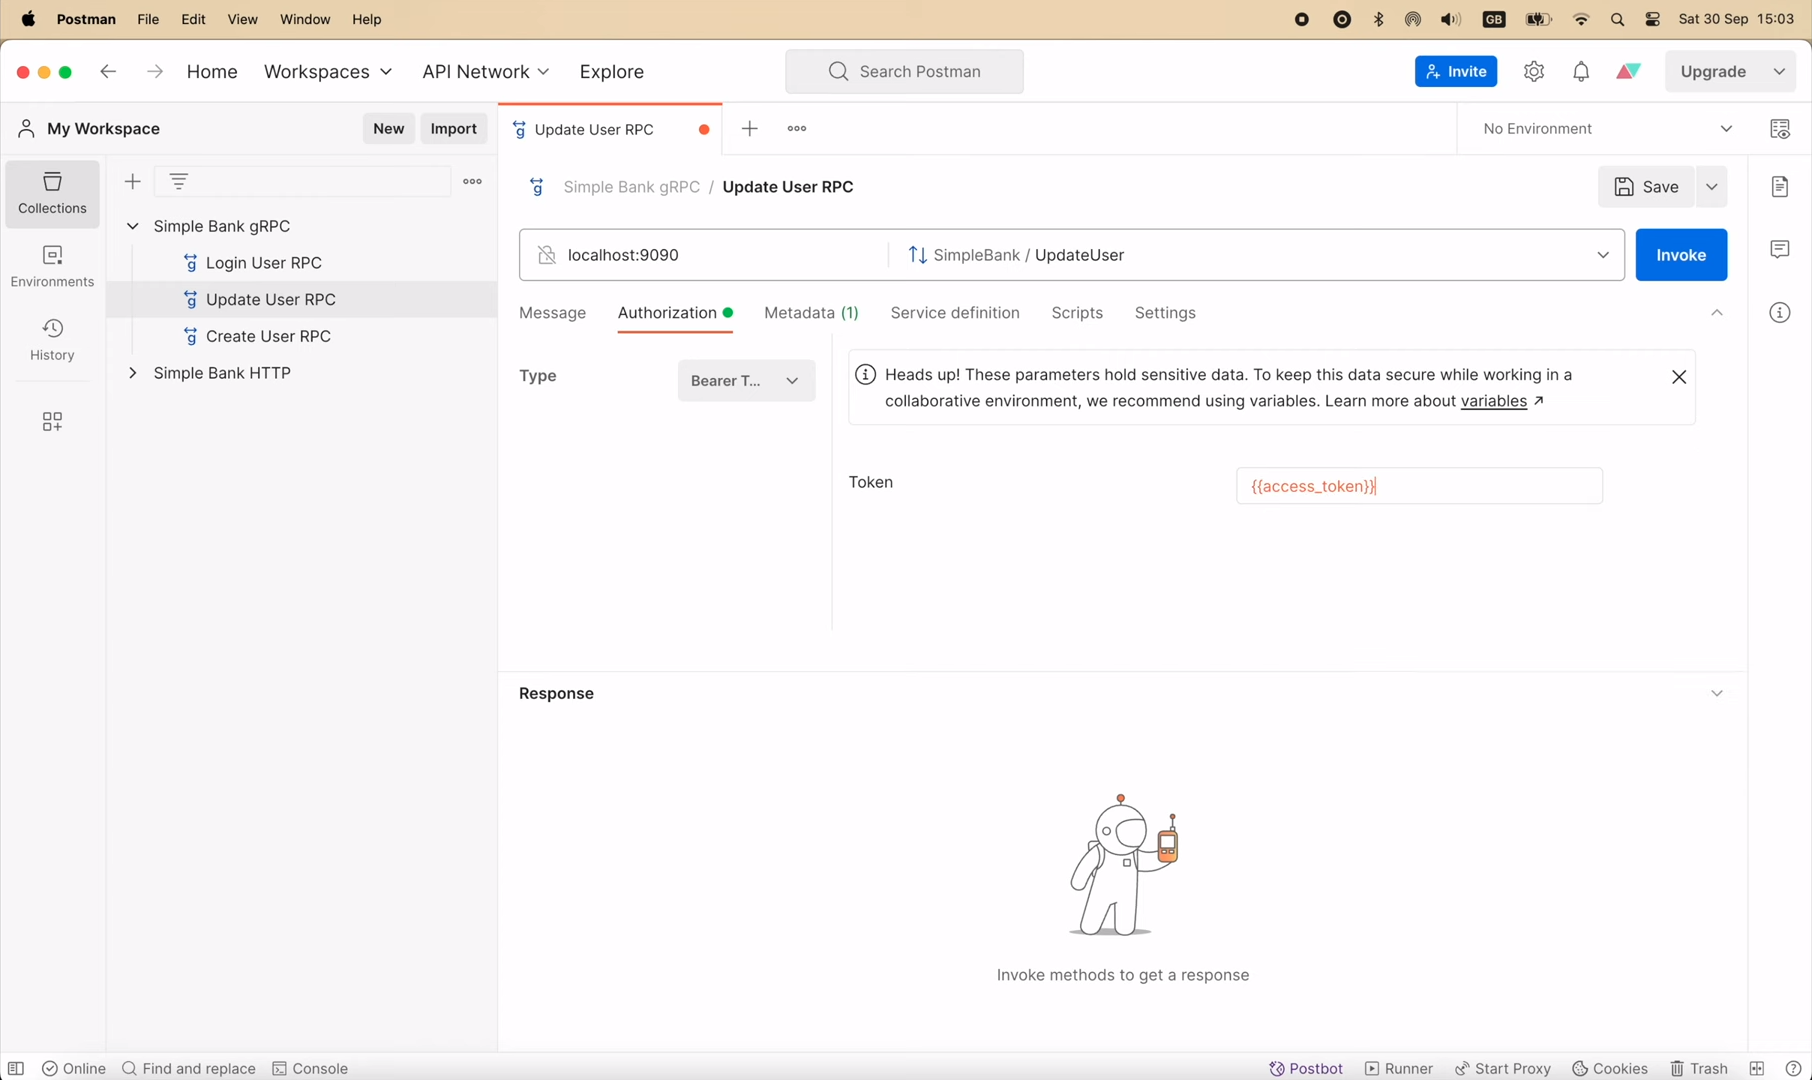 Postman File Edit View Window Help
GB Sat 30 Sep 15:03
Home Workspaces API Network Explore
Search Postman
Invite Upgrade
My Workspace New Import
Update User RPC
No Environment
Collections
Environments
History
Simple Bank gRPC
Login User RPC
Update User RPC
Create User RPC
Simple Bank HTTP
Simple Bank gRPC / Update User RPC
Save
localhost:9090 SimpleBank / UpdateUser Invoke
Message Authorization Metadata (1) Service definition Scripts Settings
Type Bearer T...
Heads up! These parameters hold sensitive data. To keep this data secure while working in a
collaborative environment, we recommend using variables. Learn more about variables ↗
Token {{access_token}}
Response
Invoke methods to get a response
Online Find and replace Console Postbot Runner Start Proxy Cookies Trash